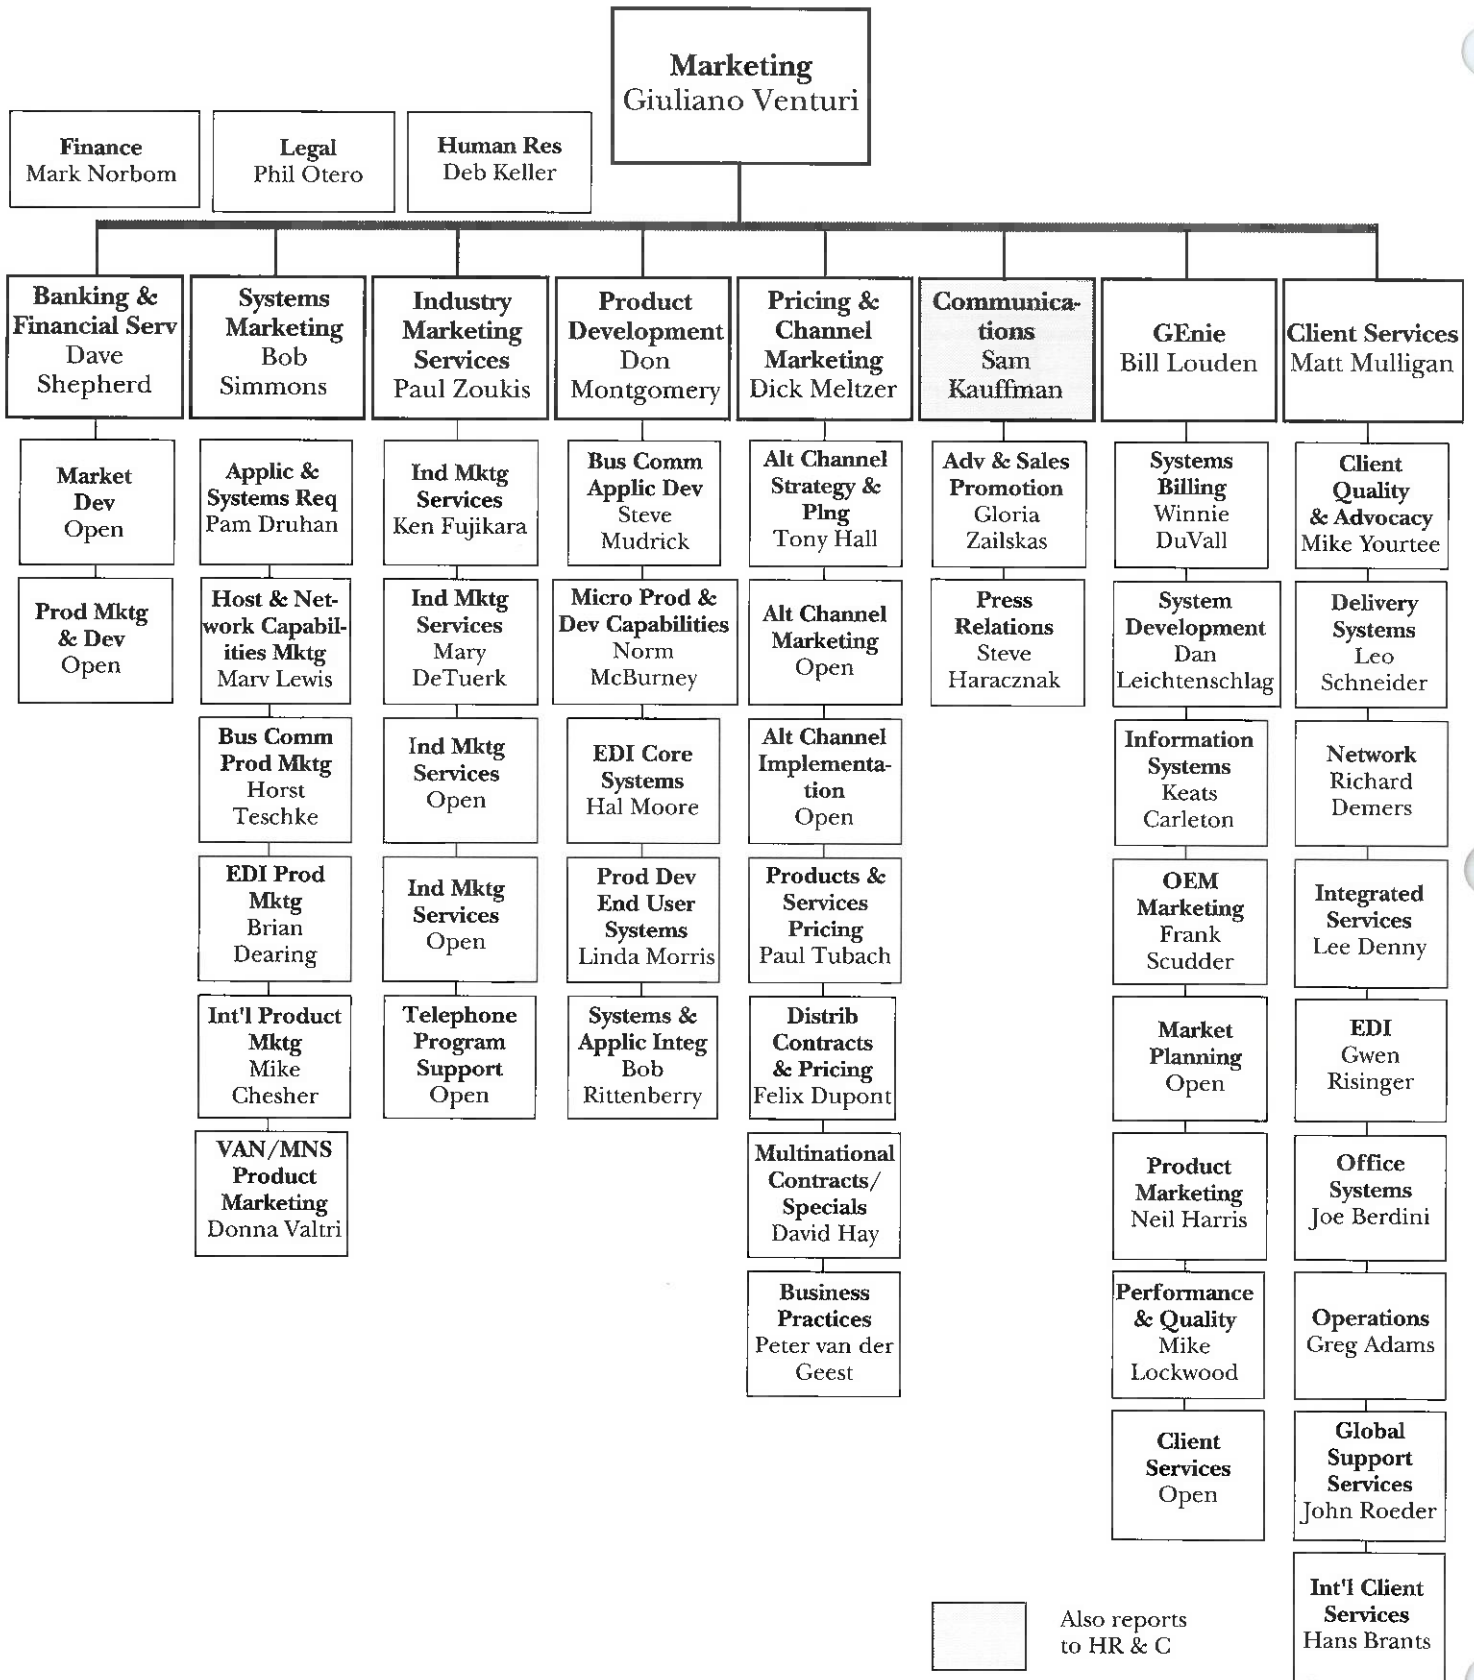 Marketing
Giuliano Venturi
Finance
Mark Norbom
Legal
Phil Otero
Human Res
Deb Keller
Banking &
Financial Serv
Dave
Shepherd
Market
Dev
Open
Prod Mktg
& Dev
Open
Systems
Marketing
Bob
Simmons
Applic &
Systems Req
Pam Druhan
Host & Net-
work Capabil-
ities Mktg
Marv Lewis
Bus Comm
Prod Mktg
Horst
Teschke
EDI Prod
Mktg
Brian
Dearing
Int'l Product
Mktg
Mike
Chesher
VAN/MNS
Product
Marketing
Donna Valtri
Industry
Marketing
Services
Paul Zoukis
Ind Mktg
Services
Ken Fujikara
Ind Mktg
Services
Mary
DeTuerk
Ind Mktg
Services
Open
Ind Mktg
Services
Open
Telephone
Program
Support
Open
Product
Development
Don
Montgomery
Bus Comm
Applic Dev
Steve
Mudrick
Micro Prod &
Dev Capabilities
Norm
McBurney
EDI Core
Systems
Hal Moore
Prod Dev
End User
Systems
Linda Morris
Systems &
Applic Integ
Bob
Rittenberry
Pricing &
Channel
Marketing
Dick Meltzer
Alt Channel
Strategy &
Plng
Tony Hall
Alt Channel
Marketing
Open
Alt Channel
Implementa-
tion
Open
Products &
Services
Pricing
Paul Tubach
Distrib
Contracts
& Pricing
Felix Dupont
Multinational
Contracts/
Specials
David Hay
Business
Practices
Peter van der
Geest
Communica-
tions
Sam
Kauffman
Adv & Sales
Promotion
Gloria
Zailskas
Press
Relations
Steve
Haracznak
GEnie
Bill Louden
Systems
Billing
Winnie
DuVall
System
Development
Dan
Leichtenschlag
Information
Systems
Keats
Carleton
OEM
Marketing
Frank
Scudder
Market
Planning
Open
Product
Marketing
Neil Harris
Performance
& Quality
Mike
Lockwood
Client
Services
Open
Client Services
Matt Mulligan
Client
Quality
& Advocacy
Mike Yourtee
Delivery
Systems
Leo
Schneider
Network
Richard
Demers
Integrated
Services
Lee Denny
EDI
Gwen
Risinger
Office
Systems
Joe Berdini
Operations
Greg Adams
Global
Support
Services
John Roeder
Int'l Client
Services
Hans Brants
Also reports
to HR & C